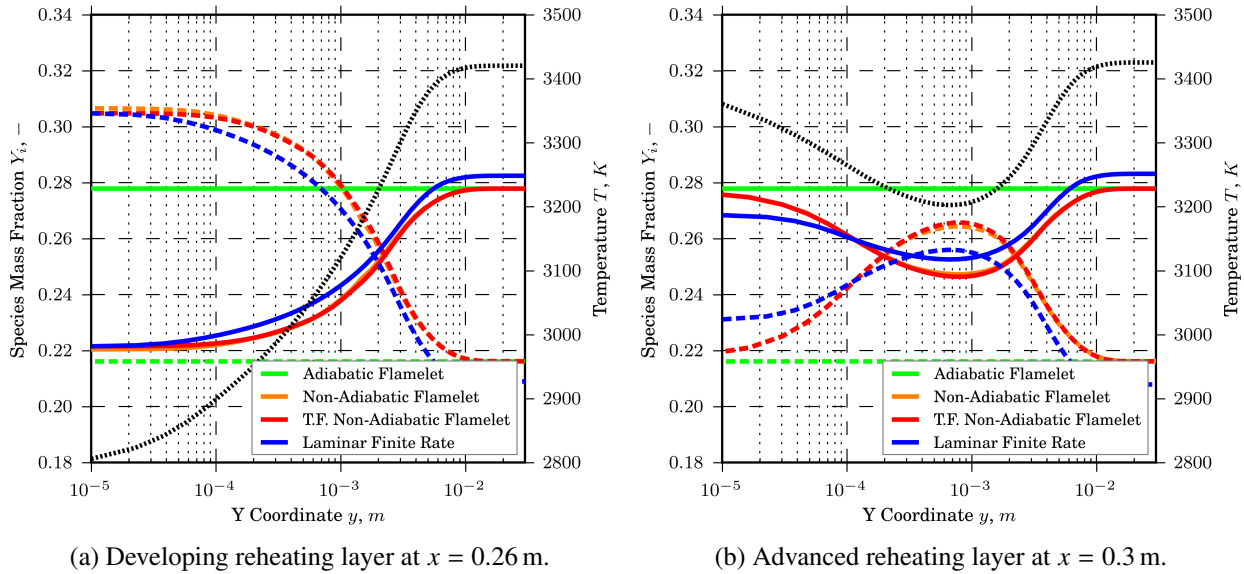 0.34
0.32
0.30
0.28
0.26
0.24
0.22
0.20
0.18
Species Mass Fraction Y_i, −
3500
3400
3300
3200
3100
3000
2900
2800
Temperature T, K
10^−5
10^−4
10^−3
10^−2
Y Coordinate y, m
Adiabatic Flamelet
Non-Adiabatic Flamelet
T.F. Non-Adiabatic Flamelet
Laminar Finite Rate
(a) Developing reheating layer at x = 0.26 m.
0.34
0.32
0.30
0.28
0.26
0.24
0.22
0.20
0.18
Species Mass Fraction Y_i, −
3500
3400
3300
3200
3100
3000
2900
2800
Temperature T, K
10^−5
10^−4
10^−3
10^−2
Y Coordinate y, m
Adiabatic Flamelet
Non-Adiabatic Flamelet
T.F. Non-Adiabatic Flamelet
Laminar Finite Rate
(b) Advanced reheating layer at x = 0.3 m.